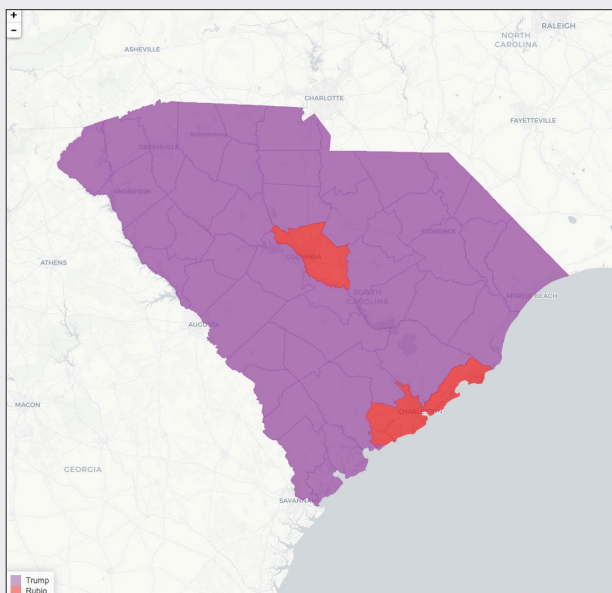 +
−
RALEIGH
NORTH
CAROLINA
ASHEVILLE
CHARLOTTE
FAYETTEVILLE
SPARTANBURG
GREENVILLE
ANDERSON
FLORENCE
COLUMBIA
ATHENS
SOUTH
CAROLINA
MYRTLE BEACH
AUGUSTA
MACON
CHARLESTON
GEORGIA
SAVANNAH
Trump
Rubio